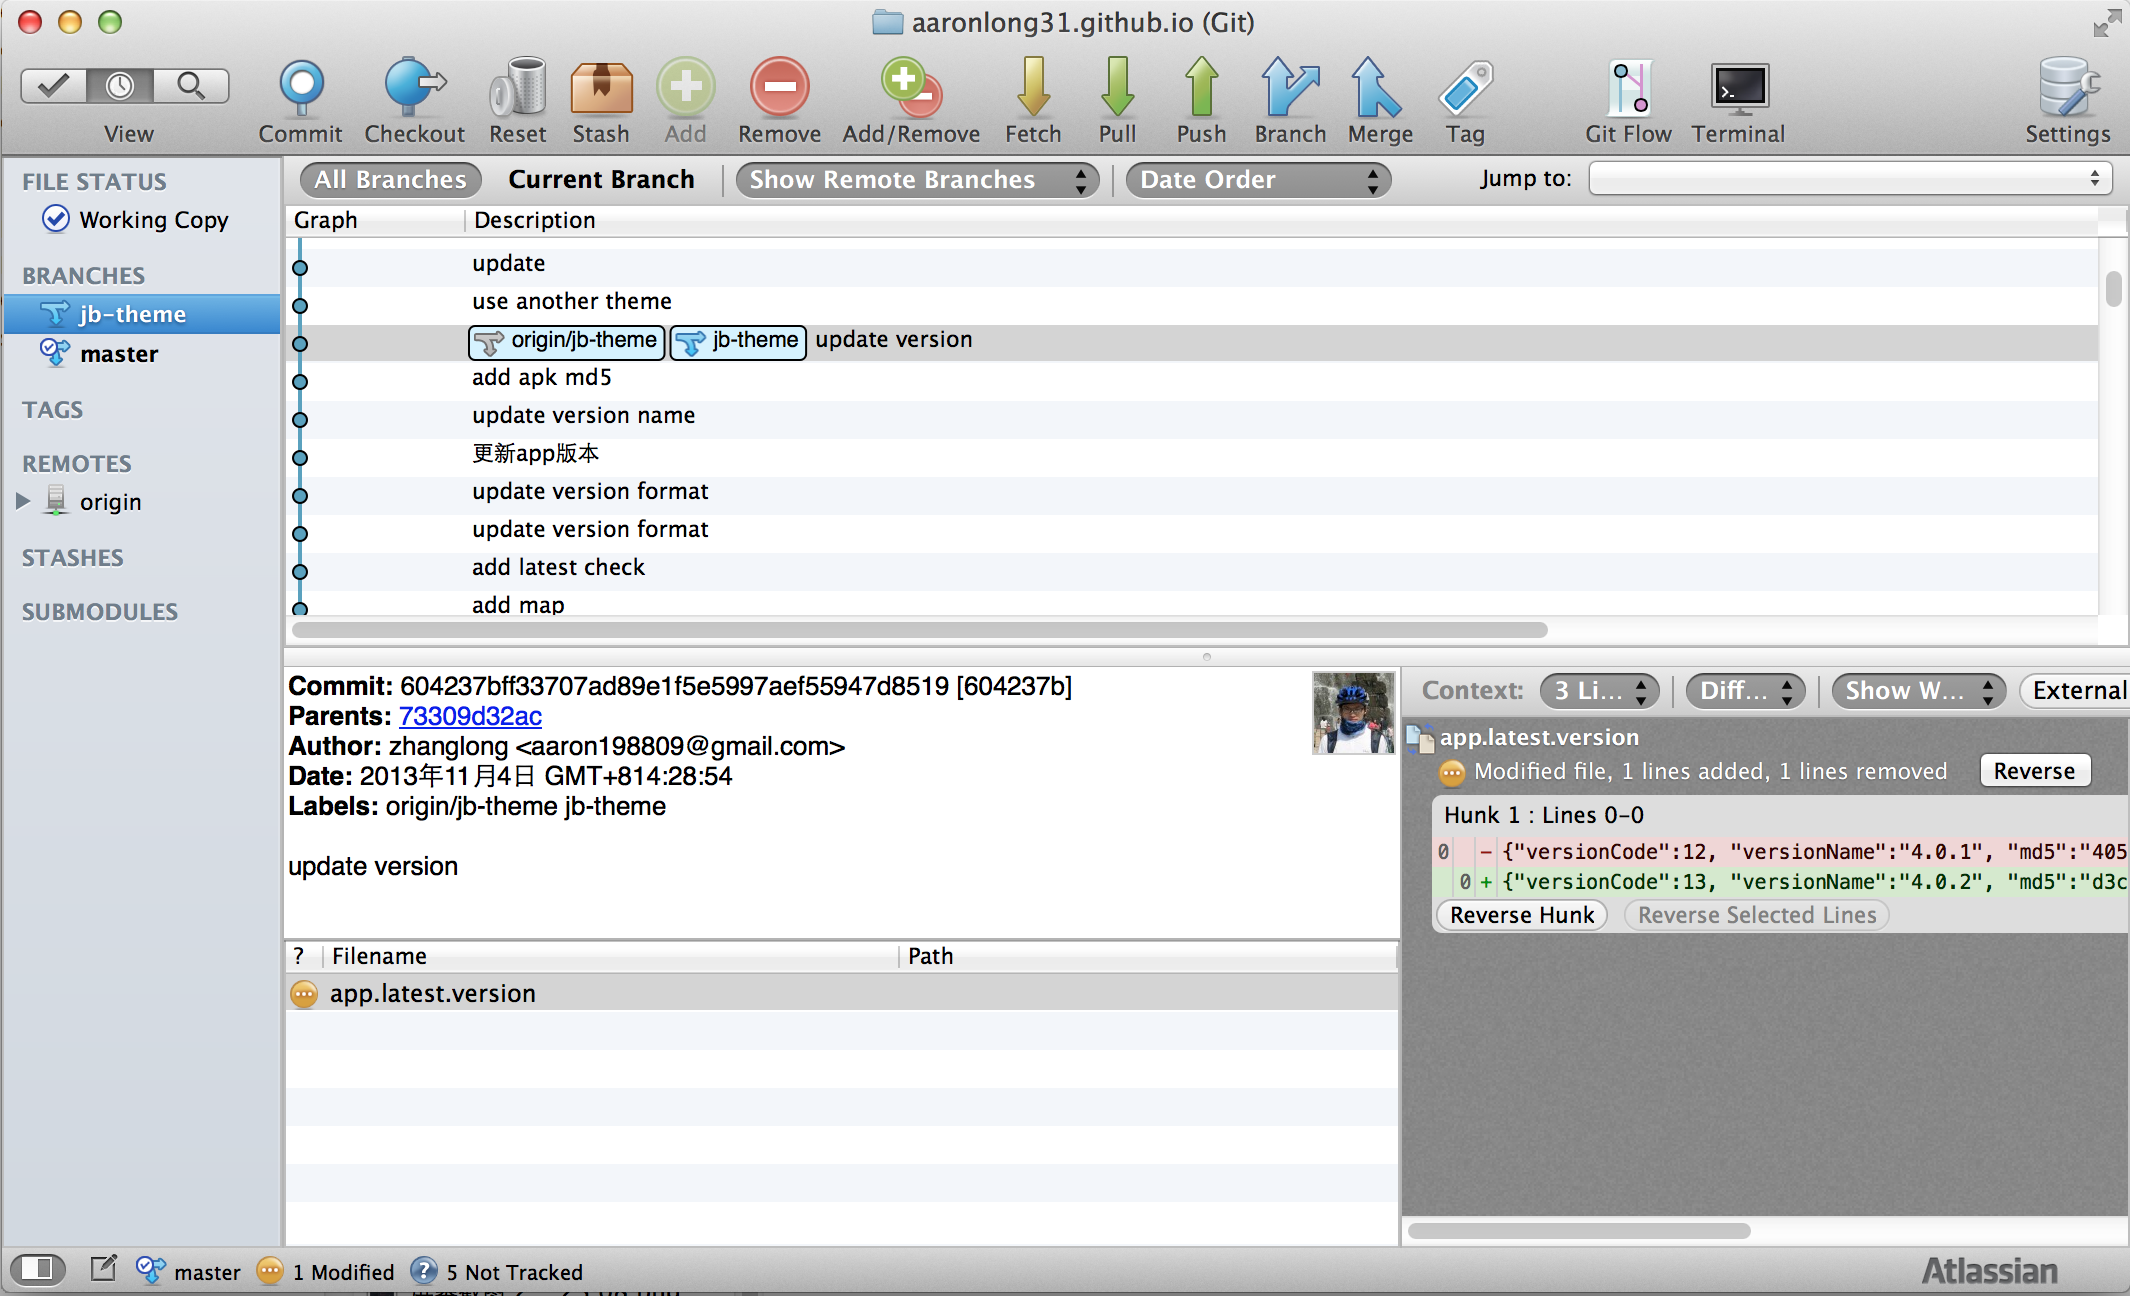 aaronlong31.github.io (Git)
View
Commit
Checkout
Reset
Stash
Add
Remove
Add/Remove
Fetch
Pull
Push
Branch
Merge
Tag
Git Flow
Terminal
Settings
FILE STATUS
Working Copy
BRANCHES
jb-theme
master
TAGS
REMOTES
origin
STASHES
SUBMODULES
All Branches
Current Branch
Show Remote Branches
Date Order
Jump to:
Graph
Description
update
use another theme
origin/jb-theme jb-theme update version
add apk md5
update version name
更新app版本
update version format
update version format
add latest check
add map
Commit: 604237bff33707ad89e1f5e5997aef55947d8519 [604237b]
Parents: 73309d32ac
Author: zhanglong <aaron198809@gmail.com>
Date: 2013年11月4日 GMT+814:28:54
Labels: origin/jb-theme jb-theme
update version
? Filename Path
app.latest.version
Context: 3 Li... Diff... Show W... External
app.latest.version
Modified file, 1 lines added, 1 lines removed
Reverse
Hunk 1 : Lines 0-0
0 - {"versionCode":12, "versionName":"4.0.1", "md5":"405
0 + {"versionCode":13, "versionName":"4.0.2", "md5":"d3c
Reverse Hunk
Reverse Selected Lines
master
1 Modified
5 Not Tracked
Atlassian